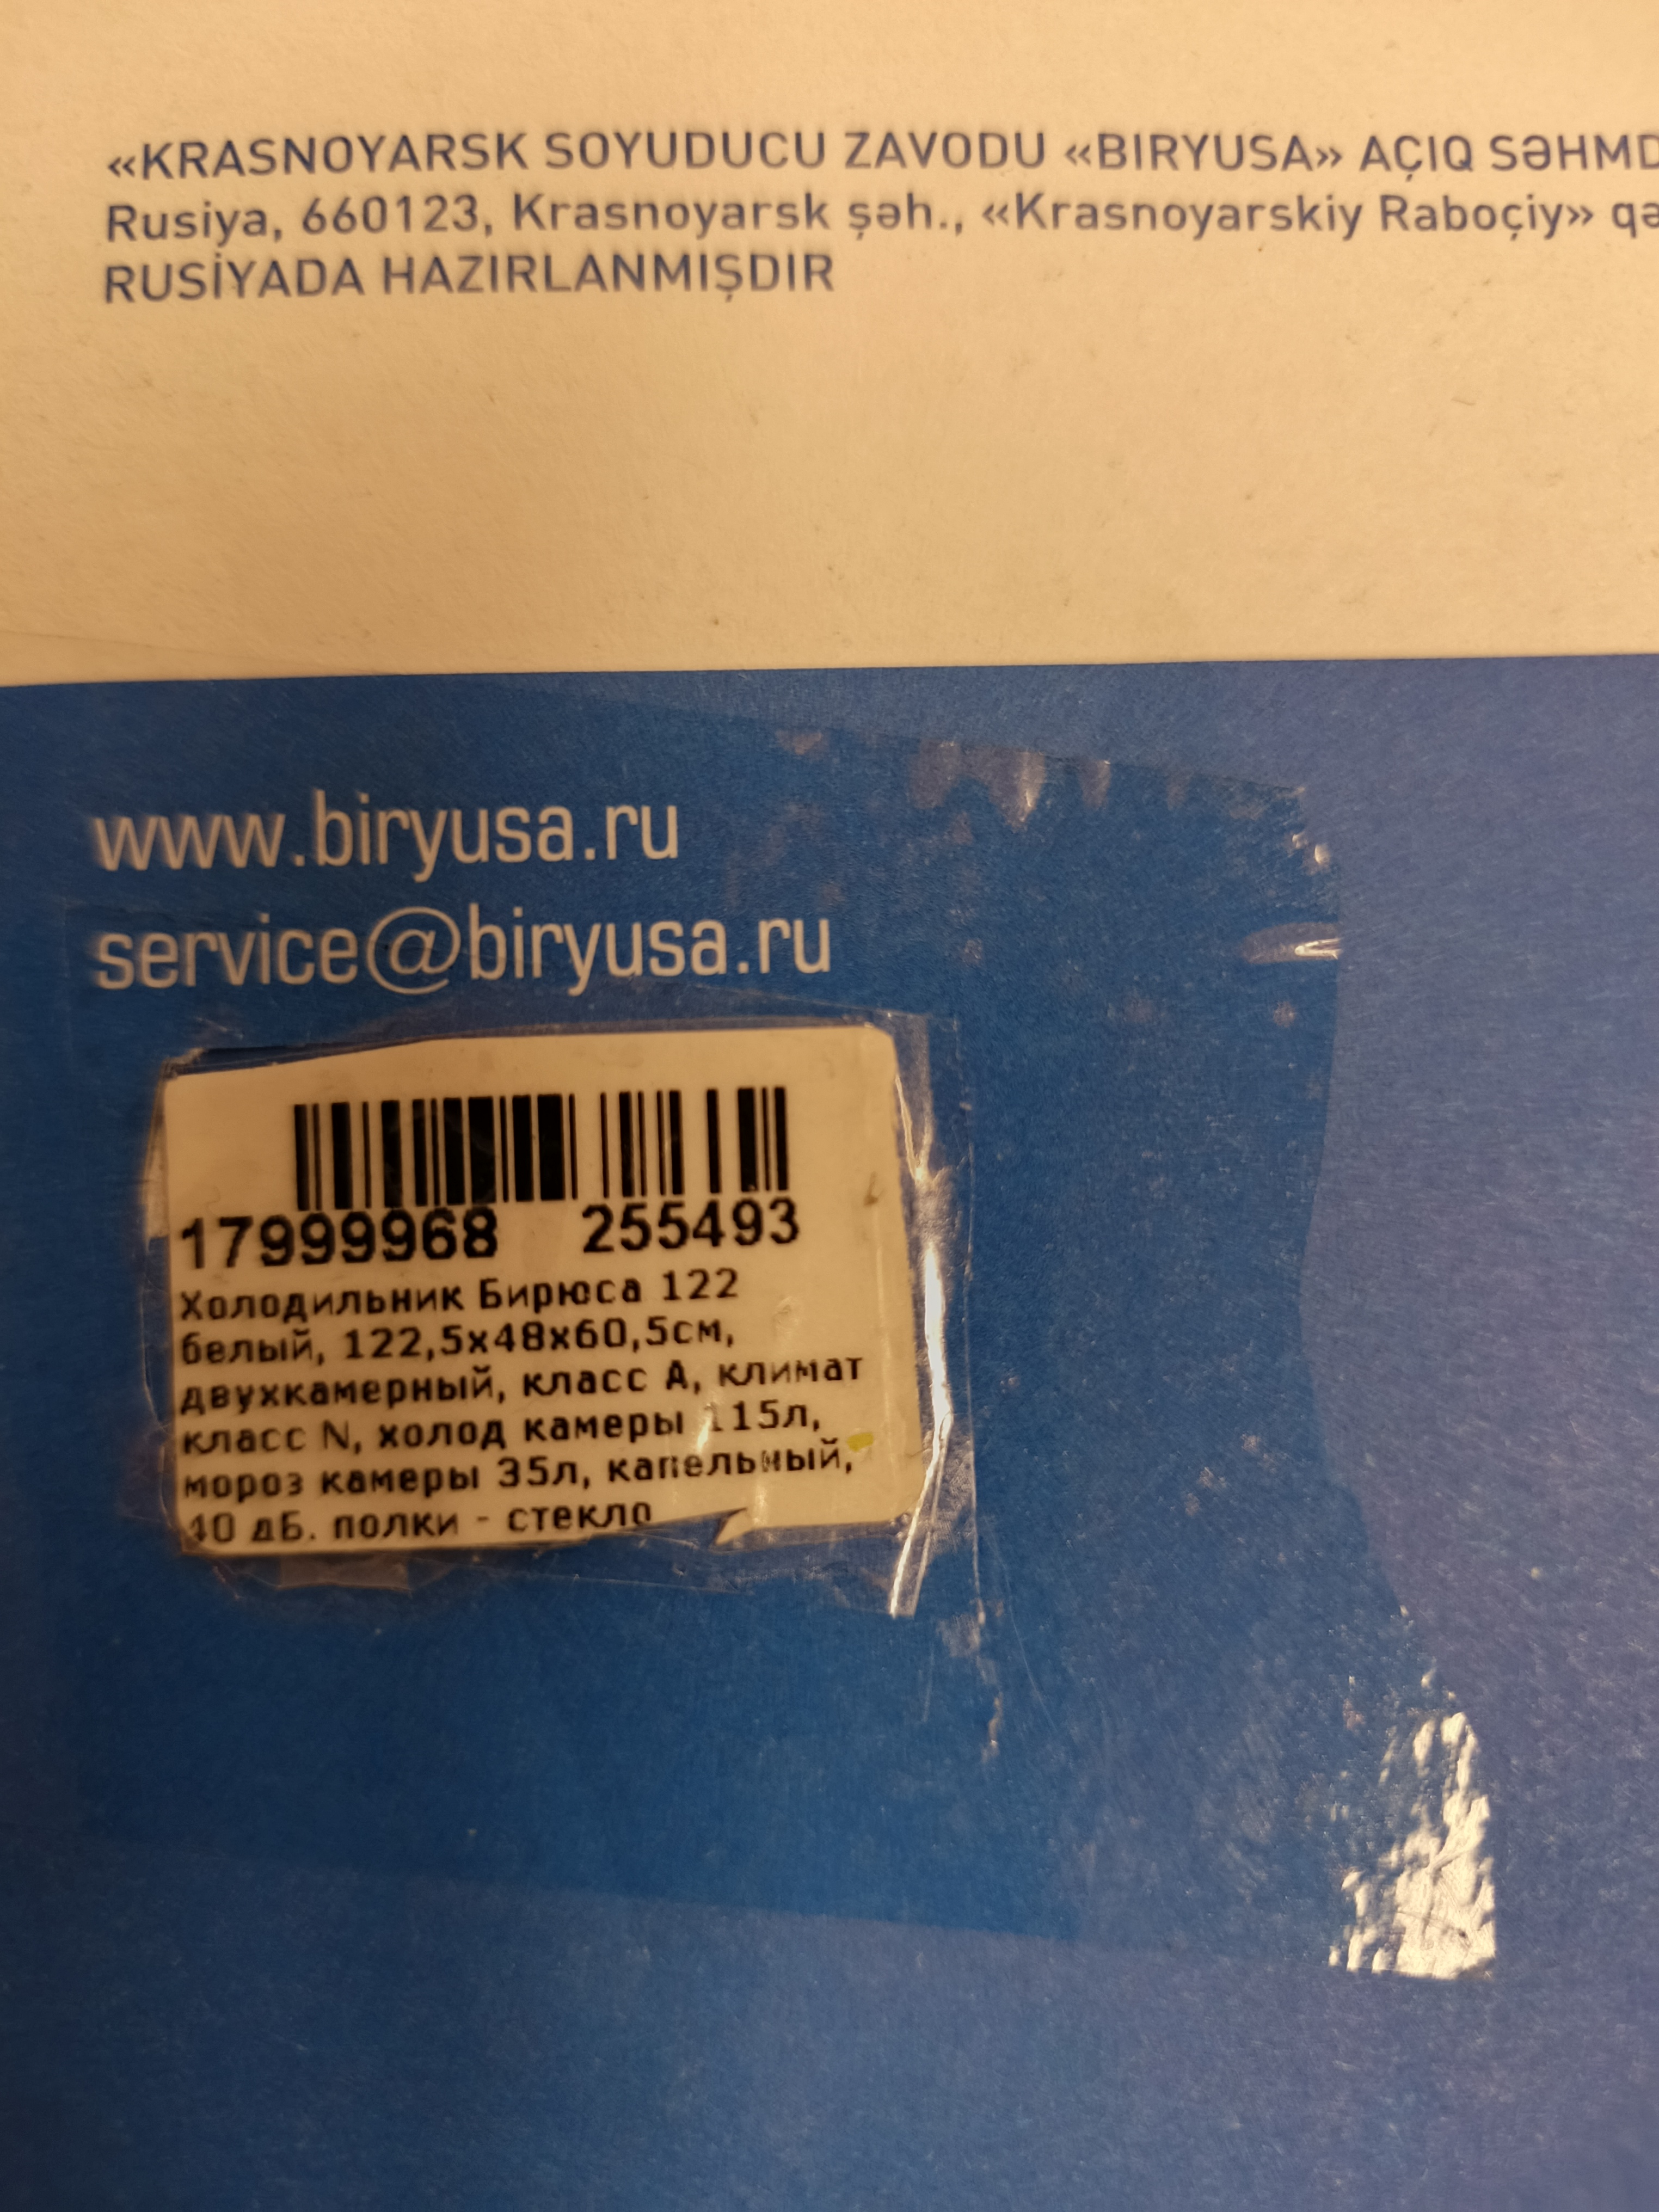 «KRASNOYARSK SOYUDUCU ZAVODU «BIRYUSA» AÇIQ SƏHMD
Rusiya, 660123, Krasnoyarsk şəh., «Krasnoyarskiy Raboçiy» qə
RUSİYADA HAZIRLANMIŞDIR
www.biryusa.ru
service@biryusa.ru
17999968 255493
Холодильник Бирюса 122
белый, 122,5х48х60,5см,
двухкамерный, класс А, климат
класс N, холод камеры 115л,
мороз камеры 35л, капельный,
40 дБ. полки - стекло